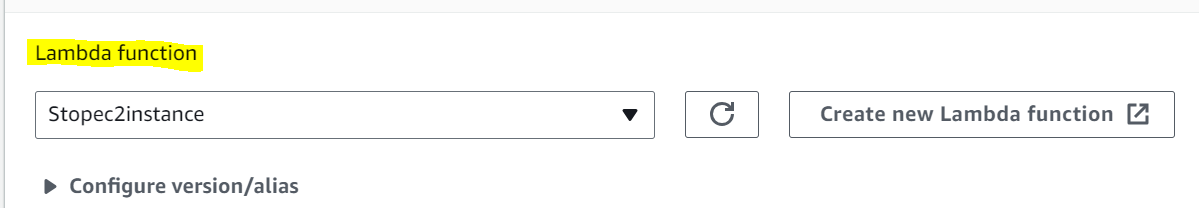 Lambda function
Stopec2instance
Create new Lambda function
Configure version/alias